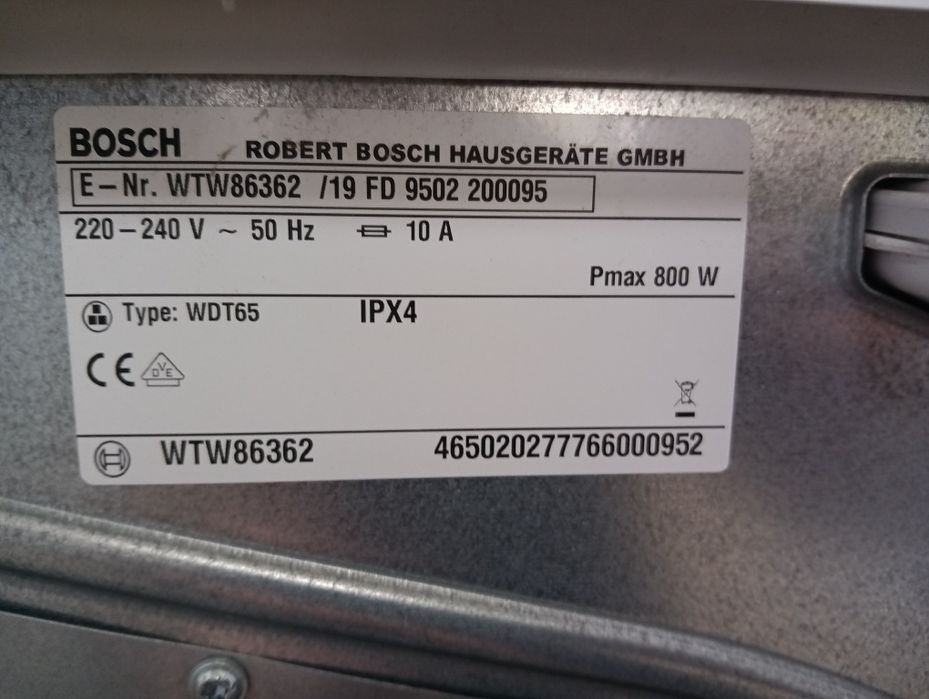 BOSCH ROBERT BOSCH HAUSGERÄTE GMBH
E-Nr. WTW86362 /19 FD 9502 200095
220-240 V ~ 50 Hz 10 A
Pmax 800 W
Type: WDT65 IPX4
CE DVE
WTW86362 465020277766000952